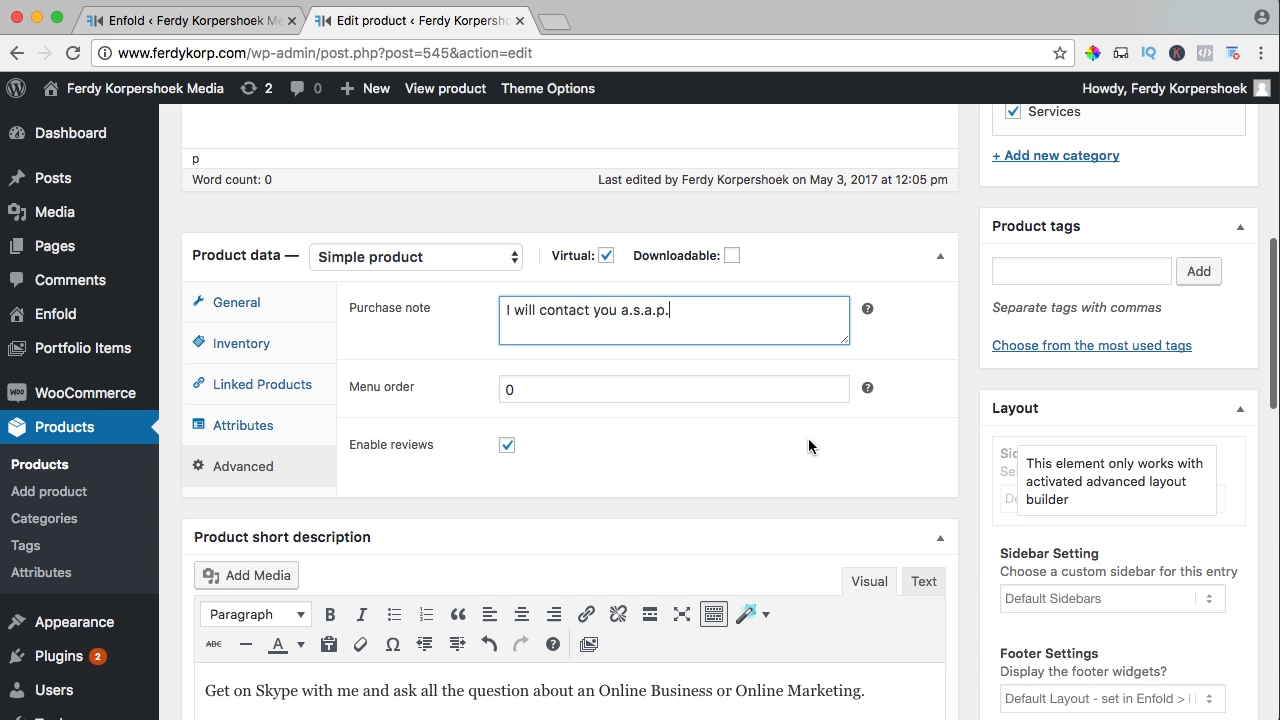 Enfold ‹ Ferdy Korpershoek Me
Edit product ‹ Ferdy Korpersho
www.ferdykorp.com/wp-admin/post.php?post=545&action=edit
Ferdy Korpershoek Media
2
0
New
View product
Theme Options
Howdy, Ferdy Korpershoek
Dashboard
Posts
Media
Pages
Comments
Enfold
Portfolio Items
WooCommerce
Products
Products
Add product
Categories
Tags
Attributes
Appearance
Plugins 2
Users
p
Word count: 0
Last edited by Ferdy Korpershoek on May 3, 2017 at 12:05 pm
Product data —
Simple product
Virtual:
Downloadable:
General
Inventory
Linked Products
Attributes
Advanced
Purchase note
I will contact you a.s.a.p.
Menu order
0
Enable reviews
Product short description
Add Media
Visual
Text
Paragraph
B I
ABC
A
Get on Skype with me and ask all the question about an Online Business or Online Marketing.
Services
+ Add new category
Product tags
Add
Separate tags with commas
Choose from the most used tags
Layout
This element only works with
activated advanced layout
builder
Sidebar Setting
Choose a custom sidebar for this entry
Default Sidebars
Footer Settings
Display the footer widgets?
Default Layout - set in Enfold >